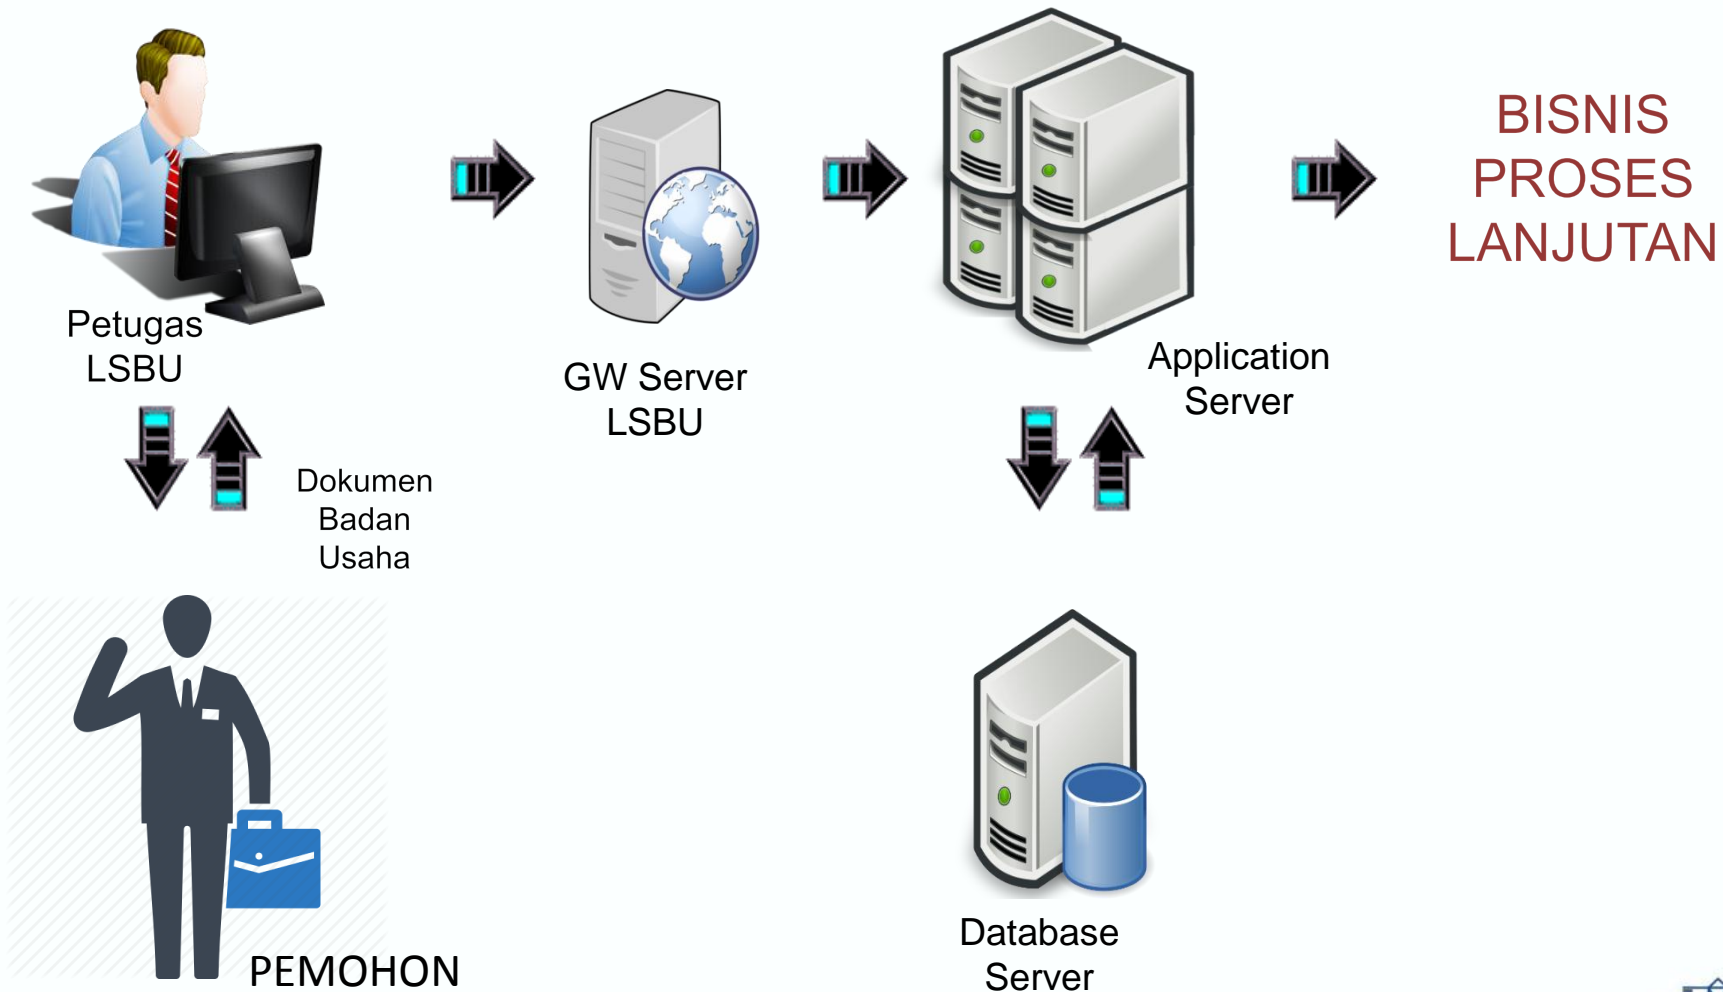 Petugas
LSBU
GW Server
LSBU
Application
Server
BISNIS
PROSES
LANJUTAN
Dokumen
Badan
Usaha
PEMOHON
Database
Server